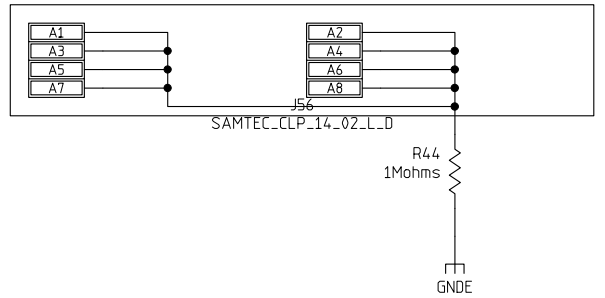 A1 A2
A3 A4
A5 A6
A7 A8
J56
SAMTEC_CLP_14_02_L_D
R44
1Mohms
GNDE